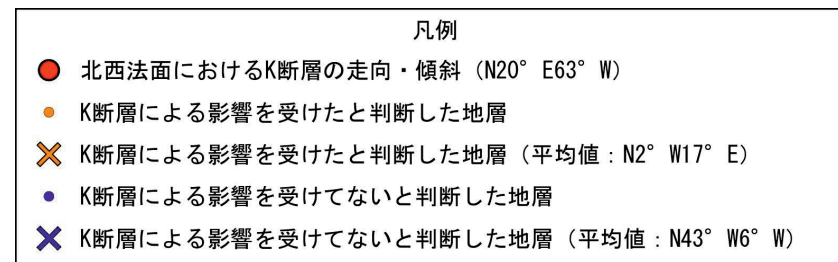 凡例
北西法面におけるK断層の走向・傾斜（N20°E63°W）
K断層による影響を受けたと判断した地層
K断層による影響を受けたと判断した地層（平均値：N2°W17°E）
K断層による影響を受けてないと判断した地層
K断層による影響を受けてないと判断した地層（平均値：N43°W6°W）